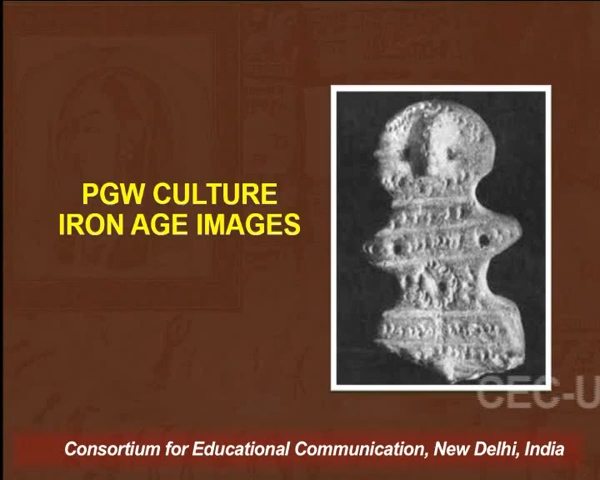 PGW CULTURE
IRON AGE IMAGES
CEC-U
Consortium for Educational Communication, New Delhi, India